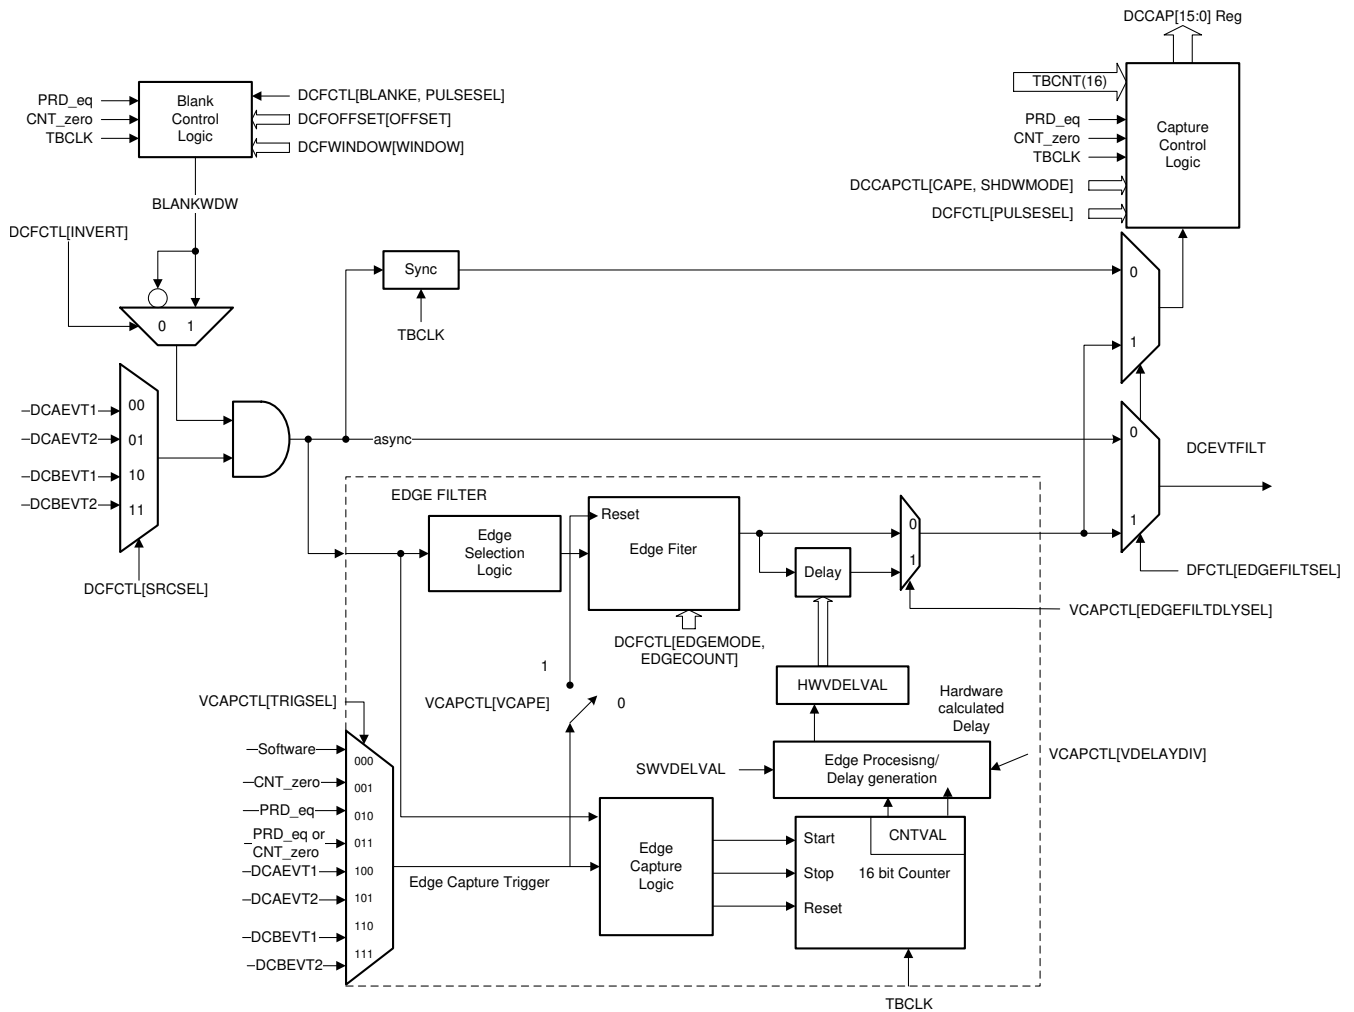 DCCAP[15:0] Reg
TBCNT(16)
PRD_eq
CNT_zero
TBCLK
DCCAPCTL[CAPE, SHDWMODE]
DCFCTL[PULSESEL]
Capture
Control
Logic
PRD_eq
CNT_zero
TBCLK
Blank
Control
Logic
DCFCTL[BLANKE, PULSESEL]
DCFOFFSET[OFFSET]
DCFWINDOW[WINDOW]
BLANKWDW
DCFCTL[INVERT]
0 1
Sync
TBCLK
0
1
DCAEVT1
DCAEVT2
DCBEVT1
DCBEVT2
00
01
10
11
DCFCTL[SRCSEL]
async
0
1
DCEVTFILT
DFCTL[EDGEFILTSEL]
EDGE FILTER
Edge
Selection
Logic
Reset
Edge Fiter
DCFCTL[EDGEMODE,
EDGECOUNT]
Delay
0
1
VCAPCTL[EDGEFILTDLYSEL]
HWVDELVAL
Hardware
calculated
Delay
1
VCAPCTL[VCAPE]
0
VCAPCTL[TRIGSEL]
SWVDELVAL
Edge Procesisng/
Delay generation
VCAPCTL[VDELAYDIV]
Software
CNT_zero
PRD_eq
PRD_eq or
CNT_zero
DCAEVT1
DCAEVT2
DCBEVT1
DCBEVT2
000
001
010
011
100
101
110
111
Edge Capture Trigger
Edge
Capture
Logic
Start
Stop
Reset
CNTVAL
16 bit Counter
TBCLK